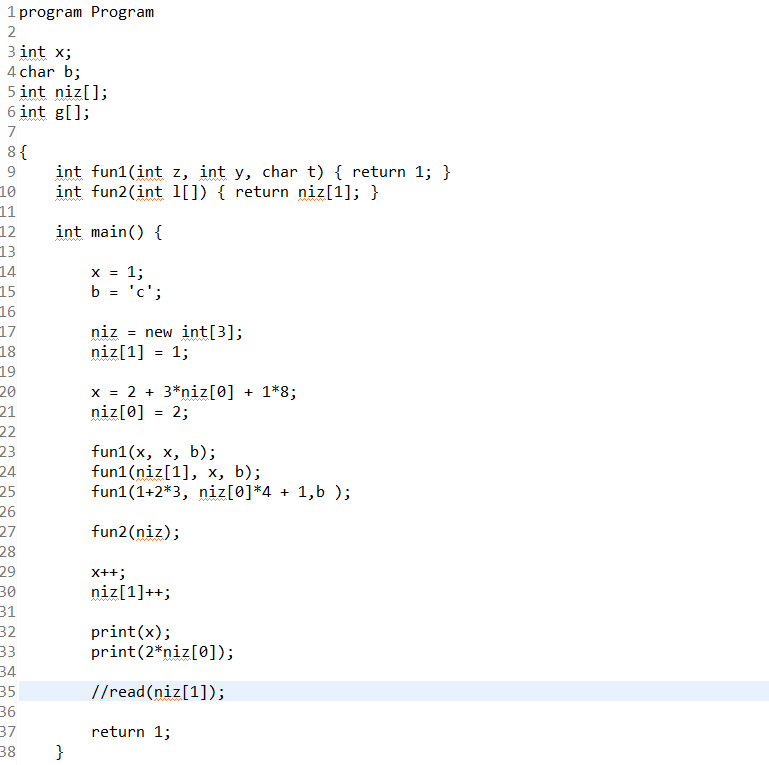 1 program Program
2
3 int x;
4 char b;
5 int niz[];
6 int g[];
7
8 {
9     int fun1(int z, int y, char t) { return 1; }
10     int fun2(int l[]) { return niz[1]; }
11
12     int main() {
13
14         x = 1;
15         b = 'c';
16
17         niz = new int[3];
18         niz[1] = 1;
19
20         x = 2 + 3*niz[0] + 1*8;
21         niz[0] = 2;
22
23         fun1(x, x, b);
24         fun1(niz[1], x, b);
25         fun1(1+2*3, niz[0]*4 + 1,b );
26
27         fun2(niz);
28
29         x++;
30         niz[1]++;
31
32         print(x);
33         print(2*niz[0]);
34
35         //read(niz[1]);
36
37         return 1;
38     }